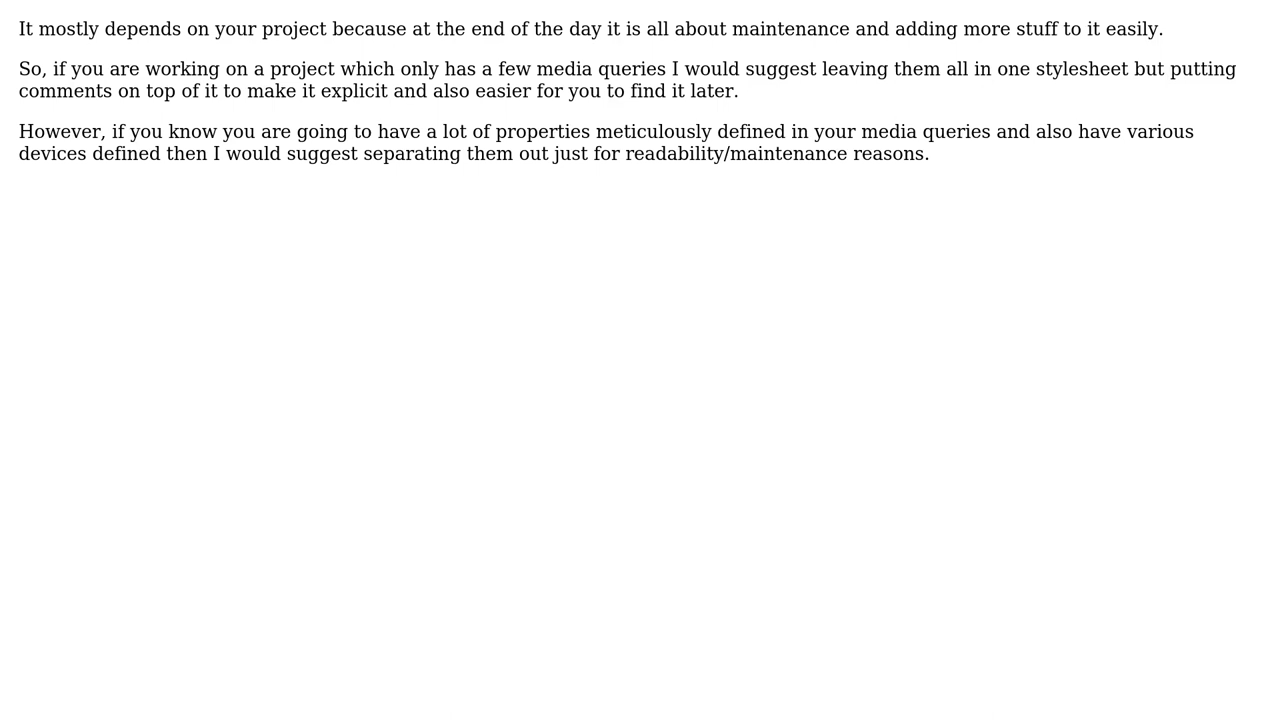 It mostly depends on your project because at the end of the day it is all about maintenance and adding more stuff to it easily.
So, if you are working on a project which only has a few media queries I would suggest leaving them all in one stylesheet but putting
comments on top of it to make it explicit and also easier for you to find it later.
However, if you know you are going to have a lot of properties meticulously defined in your media queries and also have various
devices defined then I would suggest separating them out just for readability/maintenance reasons.